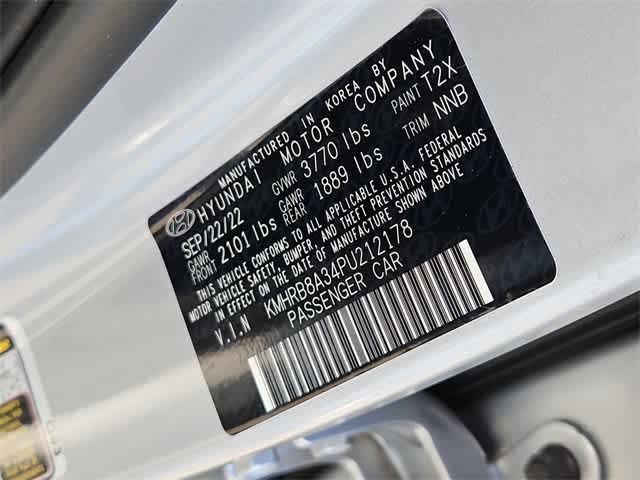 MANUFACTURED IN KOREA BY
HYUNDAI MOTOR COMPANY
SEP/22/22 GVWR 3770 lbs PAINT T2X
GAWR FRONT 2101 lbs GAWR REAR 1889 lbs TRIM NNB
THIS VEHICLE CONFORMS TO ALL APPLICABLE U.S.A. FEDERAL
MOTOR VEHICLE SAFETY, BUMPER, AND THEFT PREVENTION STANDARDS
IN EFFECT ON THE DATE OF MANUFACTURE SHOWN ABOVE
V.I.N KMHRB8A34PU212178
PASSENGER CAR